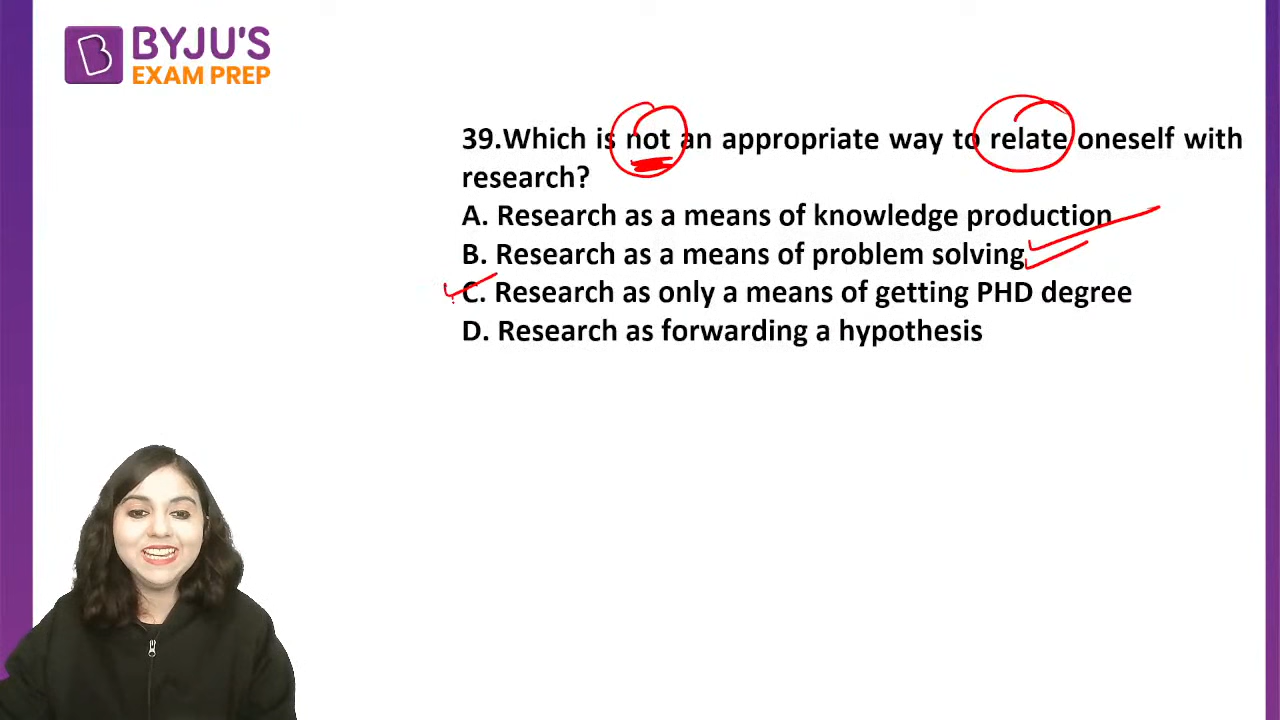 BYJU'S
EXAM PREP
39.Which is not an appropriate way to relate oneself with
research?
A. Research as a means of knowledge production
B. Research as a means of problem solving
C. Research as only a means of getting PHD degree
D. Research as forwarding a hypothesis